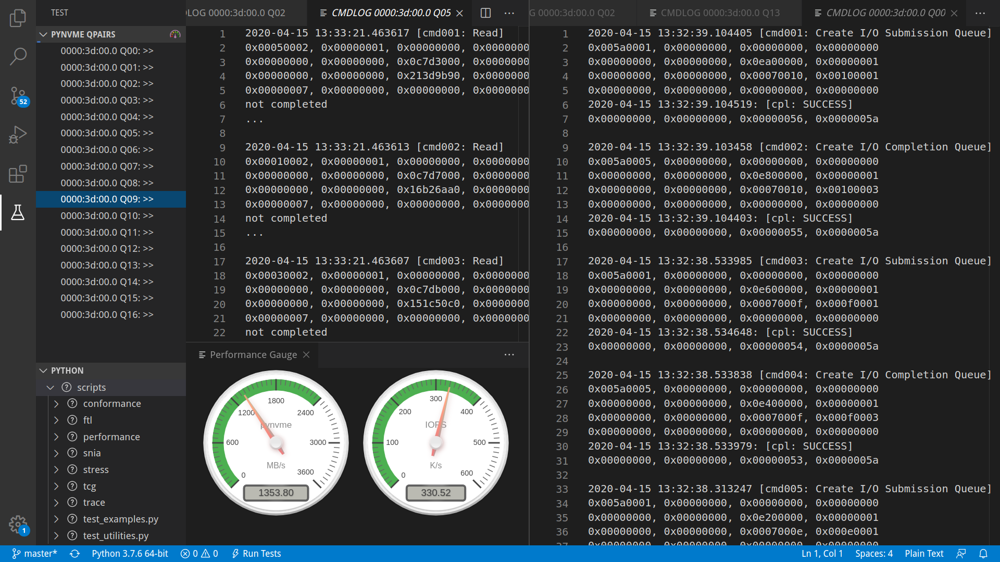 TEST
PYNVME QPAIRS
0000:3d:00.0 Q00: >>
0000:3d:00.0 Q01: >>
0000:3d:00.0 Q02: >>
0000:3d:00.0 Q03: >>
0000:3d:00.0 Q04: >>
0000:3d:00.0 Q05: >>
0000:3d:00.0 Q06: >>
0000:3d:00.0 Q07: >>
0000:3d:00.0 Q08: >>
0000:3d:00.0 Q09: >>
0000:3d:00.0 Q10: >>
0000:3d:00.0 Q11: >>
0000:3d:00.0 Q12: >>
0000:3d:00.0 Q13: >>
0000:3d:00.0 Q14: >>
0000:3d:00.0 Q15: >>
0000:3d:00.0 Q16: >>
52
1
PYTHON
scripts
conformance
ftl
performance
snia
stress
tcg
trace
test_examples.py
test_utilities.py
LOG 0000:3d:00.0 Q02
CMDLOG 0000:3d:00.0 Q05
1 2020-04-15 13:33:21.463617 [cmd001: Read]
2 0x00050002, 0x00000001, 0x00000000, 0x0000000
3 0x00000000, 0x00000000, 0x0c7d3000, 0x0000000
4 0x00000000, 0x00000000, 0x213d9b90, 0x0000000
5 0x00000007, 0x00000000, 0x00000000, 0x0000000
6 not completed
7 ...
8
9 2020-04-15 13:33:21.463613 [cmd002: Read]
10 0x00010002, 0x00000001, 0x00000000, 0x0000000
11 0x00000000, 0x00000000, 0x0c7d7000, 0x0000000
12 0x00000000, 0x00000000, 0x16b26aa0, 0x0000000
13 0x00000007, 0x00000000, 0x00000000, 0x0000000
14 not completed
15 ...
16
17 2020-04-15 13:33:21.463607 [cmd003: Read]
18 0x00030002, 0x00000001, 0x00000000, 0x0000000
19 0x00000000, 0x00000000, 0x0c7db000, 0x0000000
20 0x00000000, 0x00000000, 0x151c50c0, 0x0000000
21 0x00000007, 0x00000000, 0x00000000, 0x0000000
22 not completed
Performance Gauge
0 600 1200 1800 2400 3000 3600
pynvme
MB/s
1353.80
0 100 200 300 400 500 600
IOPS
K/s
330.52
G 0000:3d:00.0 Q02
CMDLOG 0000:3d:00.0 Q13
CMDLOG 0000:3d:00.0 Q00
1 2020-04-15 13:32:39.104405 [cmd001: Create I/O Submission Queue]
2 0x005a0001, 0x00000000, 0x00000000, 0x00000000
3 0x00000000, 0x00000000, 0x0ea00000, 0x00000001
4 0x00000000, 0x00000000, 0x00070010, 0x00100001
5 0x00000000, 0x00000000, 0x00000000, 0x00000000
6 2020-04-15 13:32:39.104519: [cpl: SUCCESS]
7 0x00000000, 0x00000000, 0x00000056, 0x0000005a
8
9 2020-04-15 13:32:39.103458 [cmd002: Create I/O Completion Queue]
10 0x005a0005, 0x00000000, 0x00000000, 0x00000000
11 0x00000000, 0x00000000, 0x0e800000, 0x00000001
12 0x00000000, 0x00000000, 0x00070010, 0x00100003
13 0x00000000, 0x00000000, 0x00000000, 0x00000000
14 2020-04-15 13:32:39.104403: [cpl: SUCCESS]
15 0x00000000, 0x00000000, 0x00000055, 0x0000005a
16
17 2020-04-15 13:32:38.533985 [cmd003: Create I/O Submission Queue]
18 0x005a0001, 0x00000000, 0x00000000, 0x00000000
19 0x00000000, 0x00000000, 0x0e600000, 0x00000001
20 0x00000000, 0x00000000, 0x0007000f, 0x000f0001
21 0x00000000, 0x00000000, 0x00000000, 0x00000000
22 2020-04-15 13:32:38.534648: [cpl: SUCCESS]
23 0x00000000, 0x00000000, 0x00000054, 0x0000005a
24
25 2020-04-15 13:32:38.533838 [cmd004: Create I/O Completion Queue]
26 0x005a0005, 0x00000000, 0x00000000, 0x00000000
27 0x00000000, 0x00000000, 0x0e400000, 0x00000001
28 0x00000000, 0x00000000, 0x0007000f, 0x000f0003
29 0x00000000, 0x00000000, 0x00000000, 0x00000000
30 2020-04-15 13:32:38.533979: [cpl: SUCCESS]
31 0x00000000, 0x00000000, 0x00000053, 0x0000005a
32
33 2020-04-15 13:32:38.313247 [cmd005: Create I/O Submission Queue]
34 0x005a0001, 0x00000000, 0x00000000, 0x00000000
35 0x00000000, 0x00000000, 0x0e200000, 0x00000001
36 0x00000000, 0x00000000, 0x0007000e, 0x000e0001
master* Python 3.7.6 64-bit 0 0 Run Tests Ln 1, Col 1 Spaces: 4 Plain Text